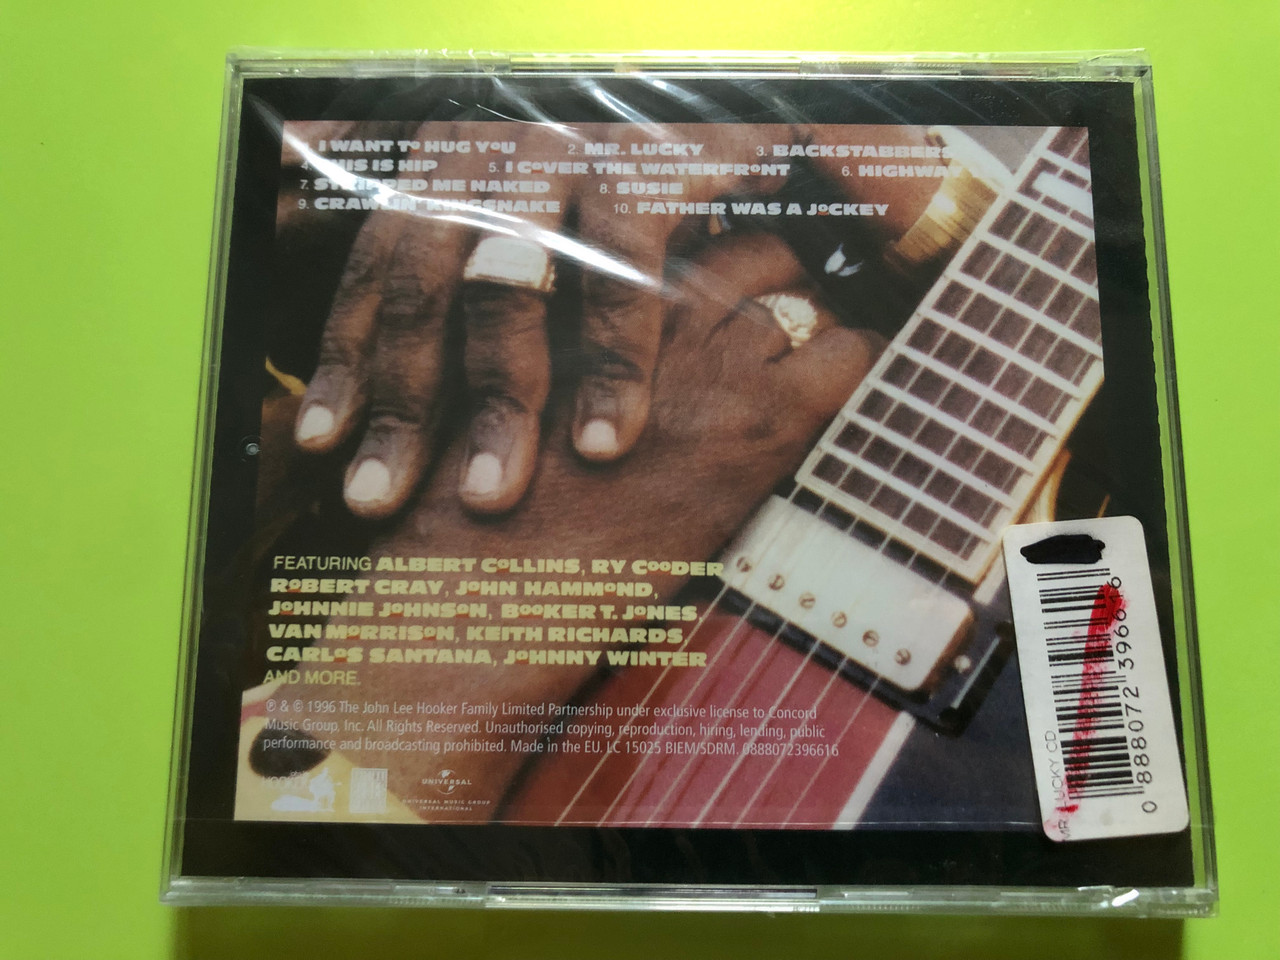 I WANT TO HUG YOU 2. MR. LUCKY 3. BACKSTABBERS
4. THIS IS HIP 5. I COVER THE WATERFRONT 6. HIGHWAY
7. STRIPPED ME NAKED 8. SUSIE
9. CRAWLIN' KINGSNAKE 10. FATHER WAS A JOCKEY
FEATURING ALBERT COLLINS, RY COODER
ROBERT CRAY, JOHN HAMMOND,
JOHNNIE JOHNSON, BOOKER T. JONES,
VAN MORRISON, KEITH RICHARDS,
CARLOS SANTANA, JOHNNY WINTER
AND MORE.
℗ & © 1996 The John Lee Hooker Family Limited Partnership under exclusive license to Concord
Music Group, Inc. All Rights Reserved. Unauthorised copying, reproduction, hiring, lending, public
performance and broadcasting prohibited. Made in the EU. LC 15025 BIEM/SDRM. 0888072396616
UNIVERSAL
UNIVERSAL MUSIC GROUP
INTERNATIONAL
MR. LUCKY CD
0 888072 396616